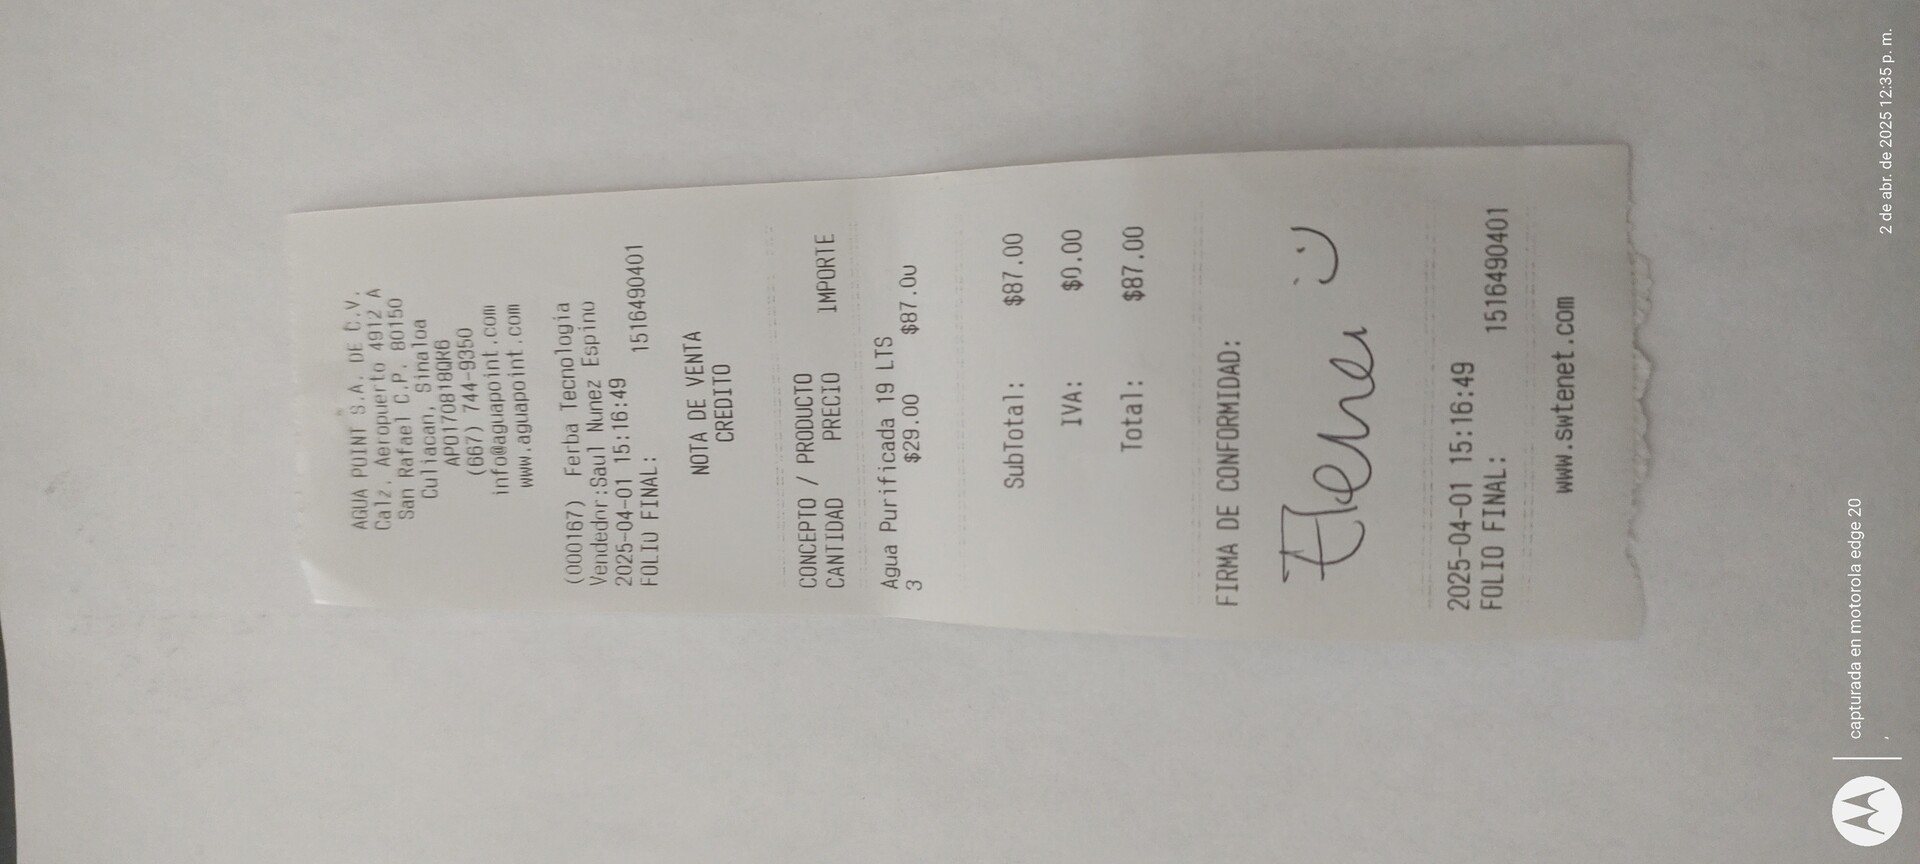 AGUA POINT S.A. DE C.V.
Calz. Aeropuerto 4912 A
San Rafael C.P. 80150
Culiacan, Sinaloa
APO170818QR6
(667) 744-9350
info@aguapoint.com
www.aguapoint.com
(000167) Ferba Tecnologia
Vendedor:Saul Nunez Espino
2025-04-01 15:16:49
FOLIO FINAL: 1516490401
NOTA DE VENTA
CREDITO
CONCEPTO / PRODUCTO
CANTIDAD PRECIO IMPORTE
Agua Purificada 19 LTS
3 $29.00 $87.00
SubTotal: $87.00
IVA: $0.00
Total: $87.00
FIRMA DE CONFORMIDAD:
2025-04-01 15:16:49
FOLIO FINAL: 1516490401
www.swtenet.com
capturada en motorola edge 20
2 de abr. de 2025 12:35 p. m.